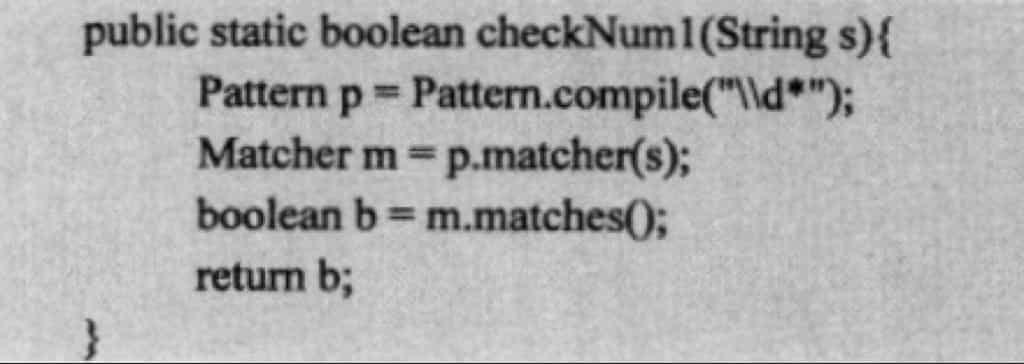 public static boolean checkNum1(String s){
Pattern p = Pattern.compile("\\d*");
Matcher m = p.matcher(s);
boolean b = m.matches();
return b;
}